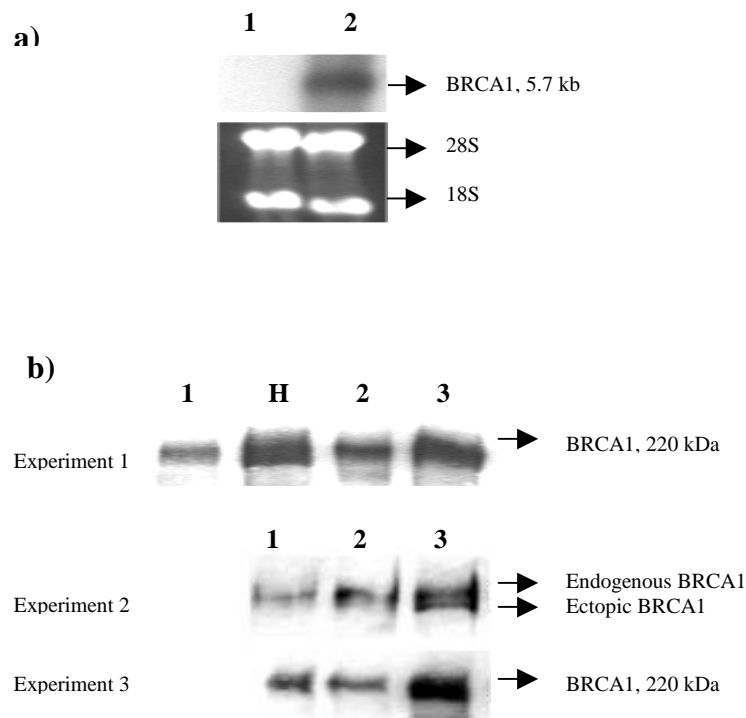 a)
1 2
BRCA1, 5.7 kb
28S
18S
b)
1 H 2 3
Experiment 1
BRCA1, 220 kDa
1 2 3
Endogenous BRCA1
Experiment 2
Ectopic BRCA1
Experiment 3
BRCA1, 220 kDa